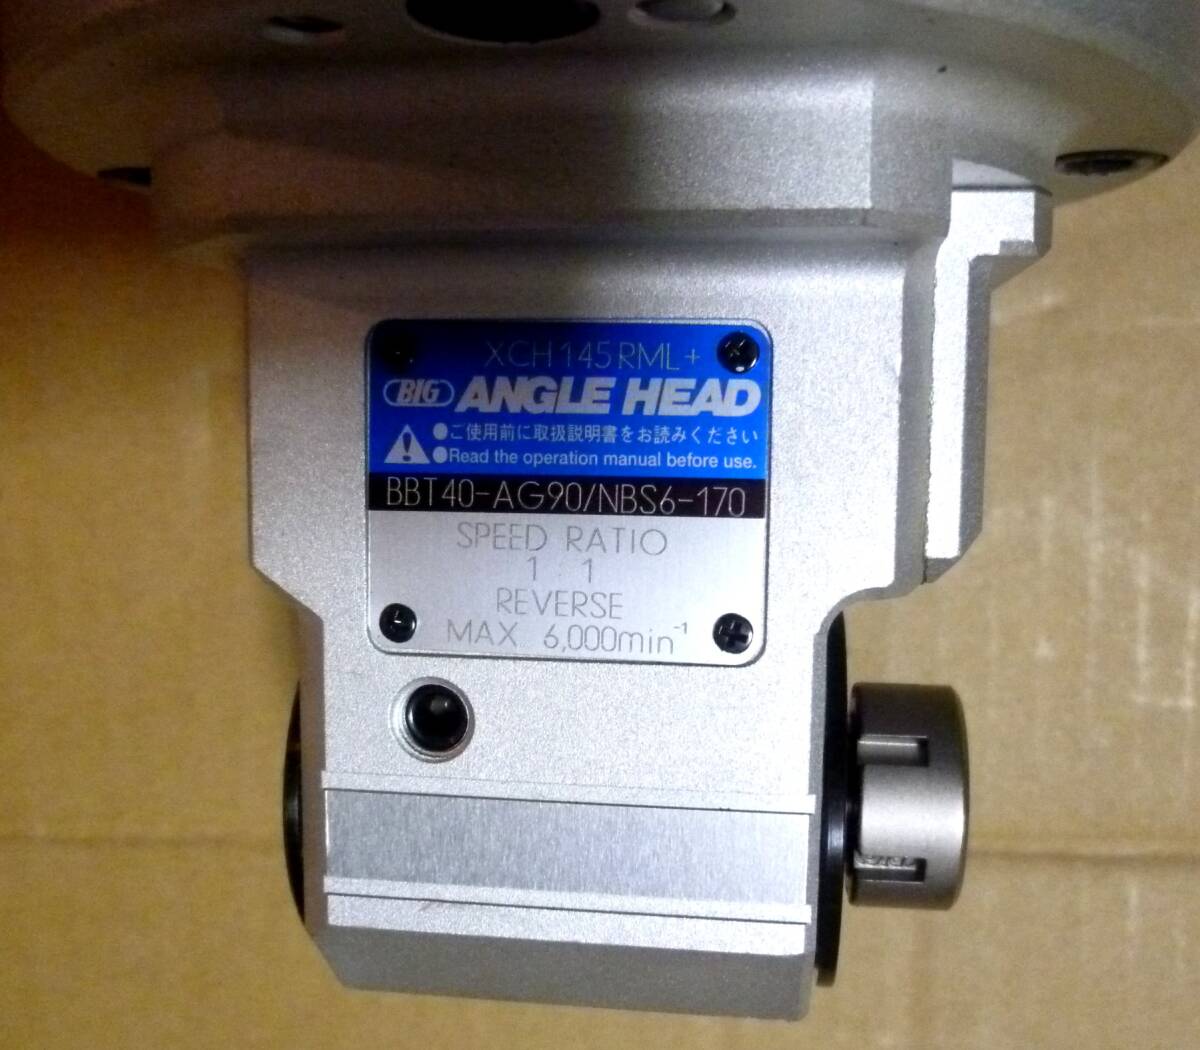 XCH145RML+
BIG ANGLE HEAD
●ご使用前に取扱説明書をお読みください
●Read the operation manual before use.
BBT40-AG90/NBS6-170
SPEED RATIO
1 : 1
REVERSE
MAX 6,000min⁻¹